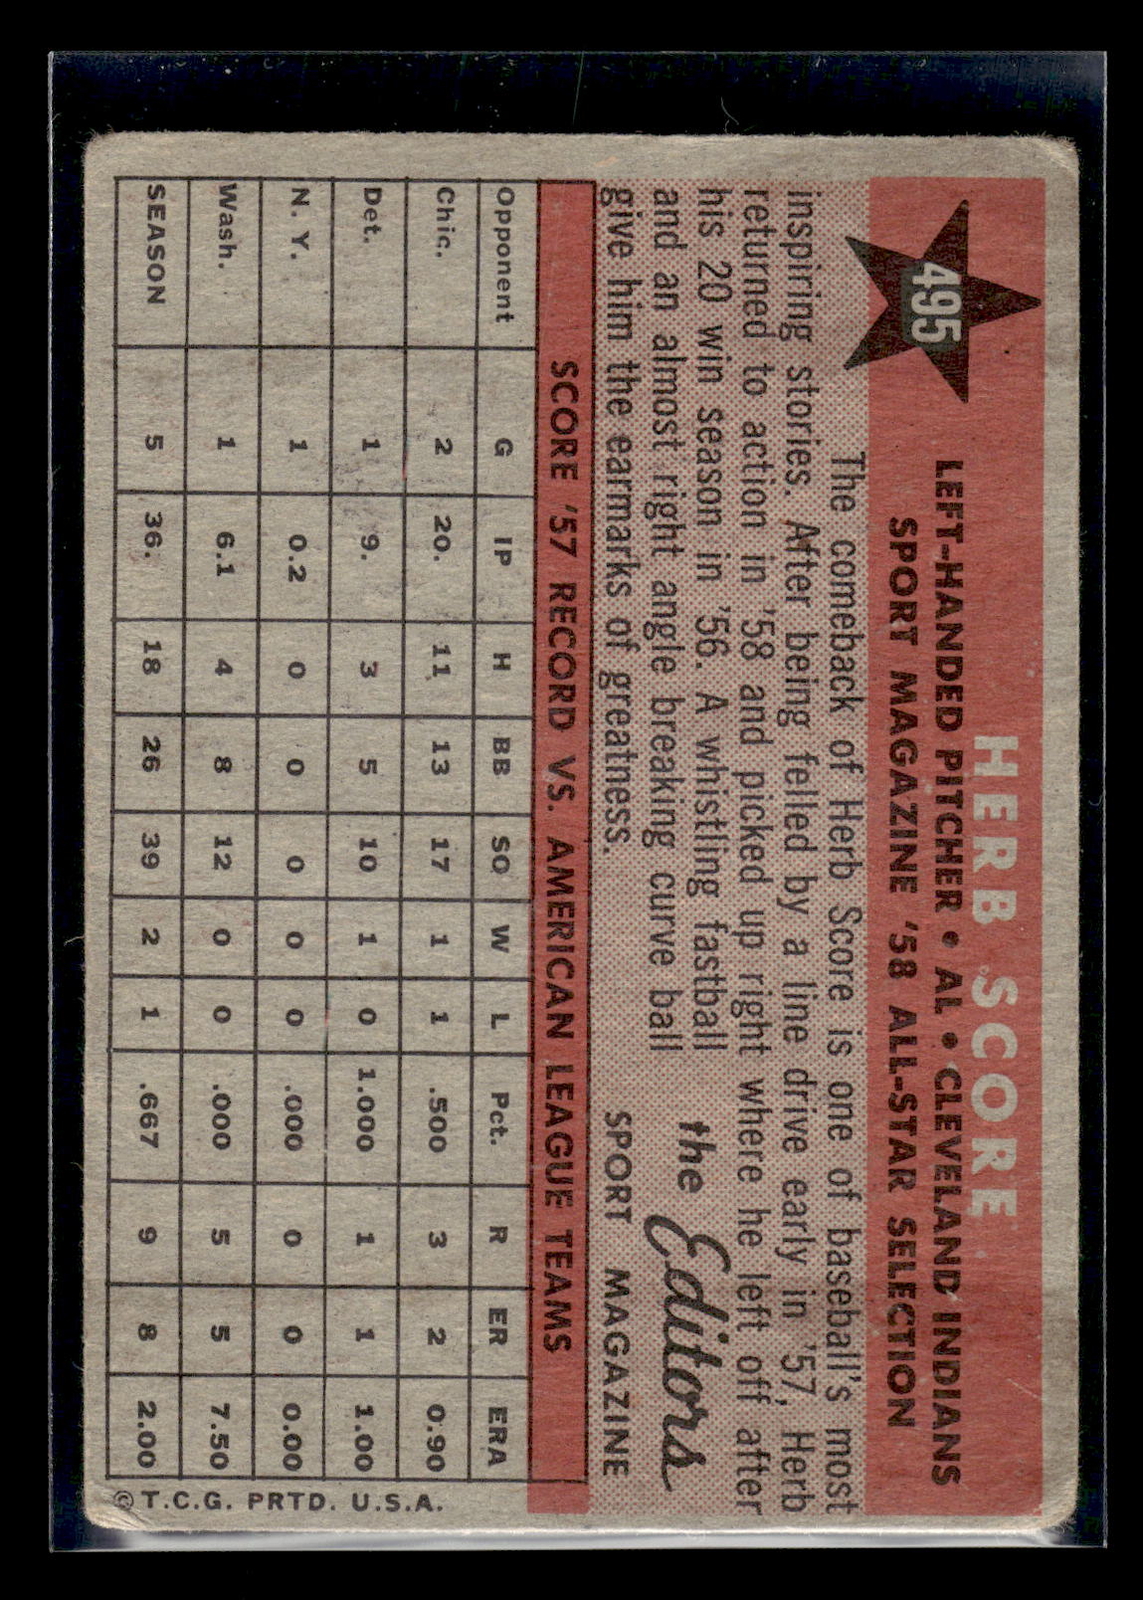 495
HERB SCORE
LEFT-HANDED PITCHER • AL • CLEVELAND INDIANS
SPORT MAGAZINE '58 ALL-STAR SELECTION
The comeback of Herb Score is one of baseball's most
inspiring stories. After being felled by a line drive early in '57, Herb
returned to action in '58 and picked up right where he left off after
his 20 win season in '56. A whistling fastball
and an almost right angle breaking curve ball
give him the earmarks of greatness.
the Editors
SPORT MAGAZINE
SCORE '57 RECORD VS. AMERICAN LEAGUE TEAMS
Opponent G IP H BB SO W L Pct. R ER ERA
Chic. 2 20. 11 13 17 1 1 .500 3 2 0.90
Det. 1 9. 3 5 10 1 0 1.000 1 1 1.00
N. Y. 1 0.2 0 0 0 0 0 .000 0 0 0.00
Wash. 1 6.1 4 8 12 0 0 .000 5 5 7.50
SEASON 5 36. 18 26 39 2 1 .667 9 8 2.00
© T.C.G. PRTD. U.S.A.